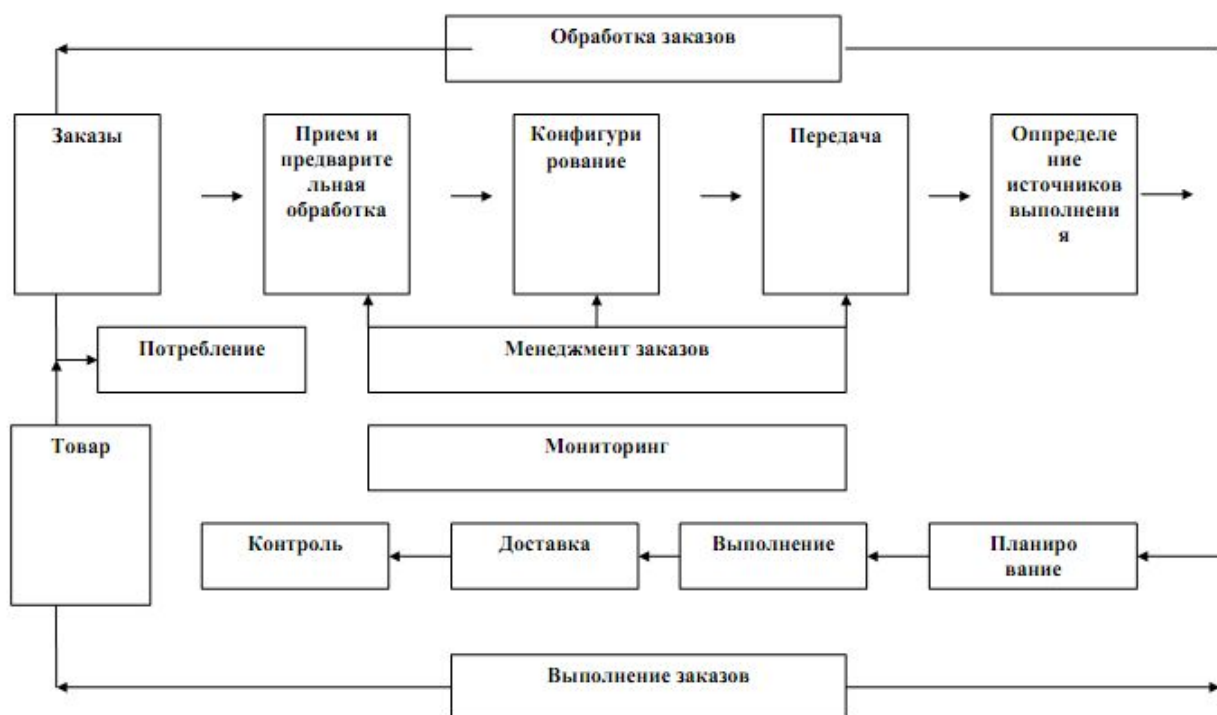 Обработка заказов
Заказы
Прием и
предварите
льная
обработка
Конфигури
рование
Передача
Оппределе
ние
источников
выполнени
я
Потребление
Менеджмент заказов
Товар
Мониторинг
Контроль
Доставка
Выполнение
Планиро
вание
Выполнение заказов